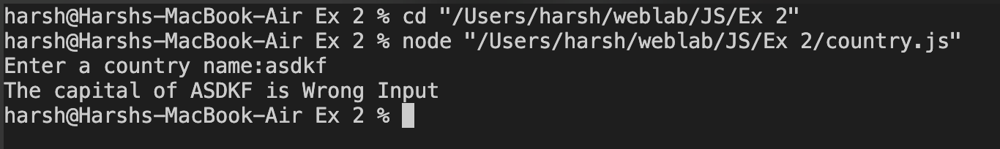 harsh@Harshs-MacBook-Air Ex 2 % cd "/Users/harsh/weblab/JS/Ex 2"
harsh@Harshs-MacBook-Air Ex 2 % node "/Users/harsh/weblab/JS/Ex 2/country.js"
Enter a country name:asdkf
The capital of ASDKF is Wrong Input
harsh@Harshs-MacBook-Air Ex 2 %